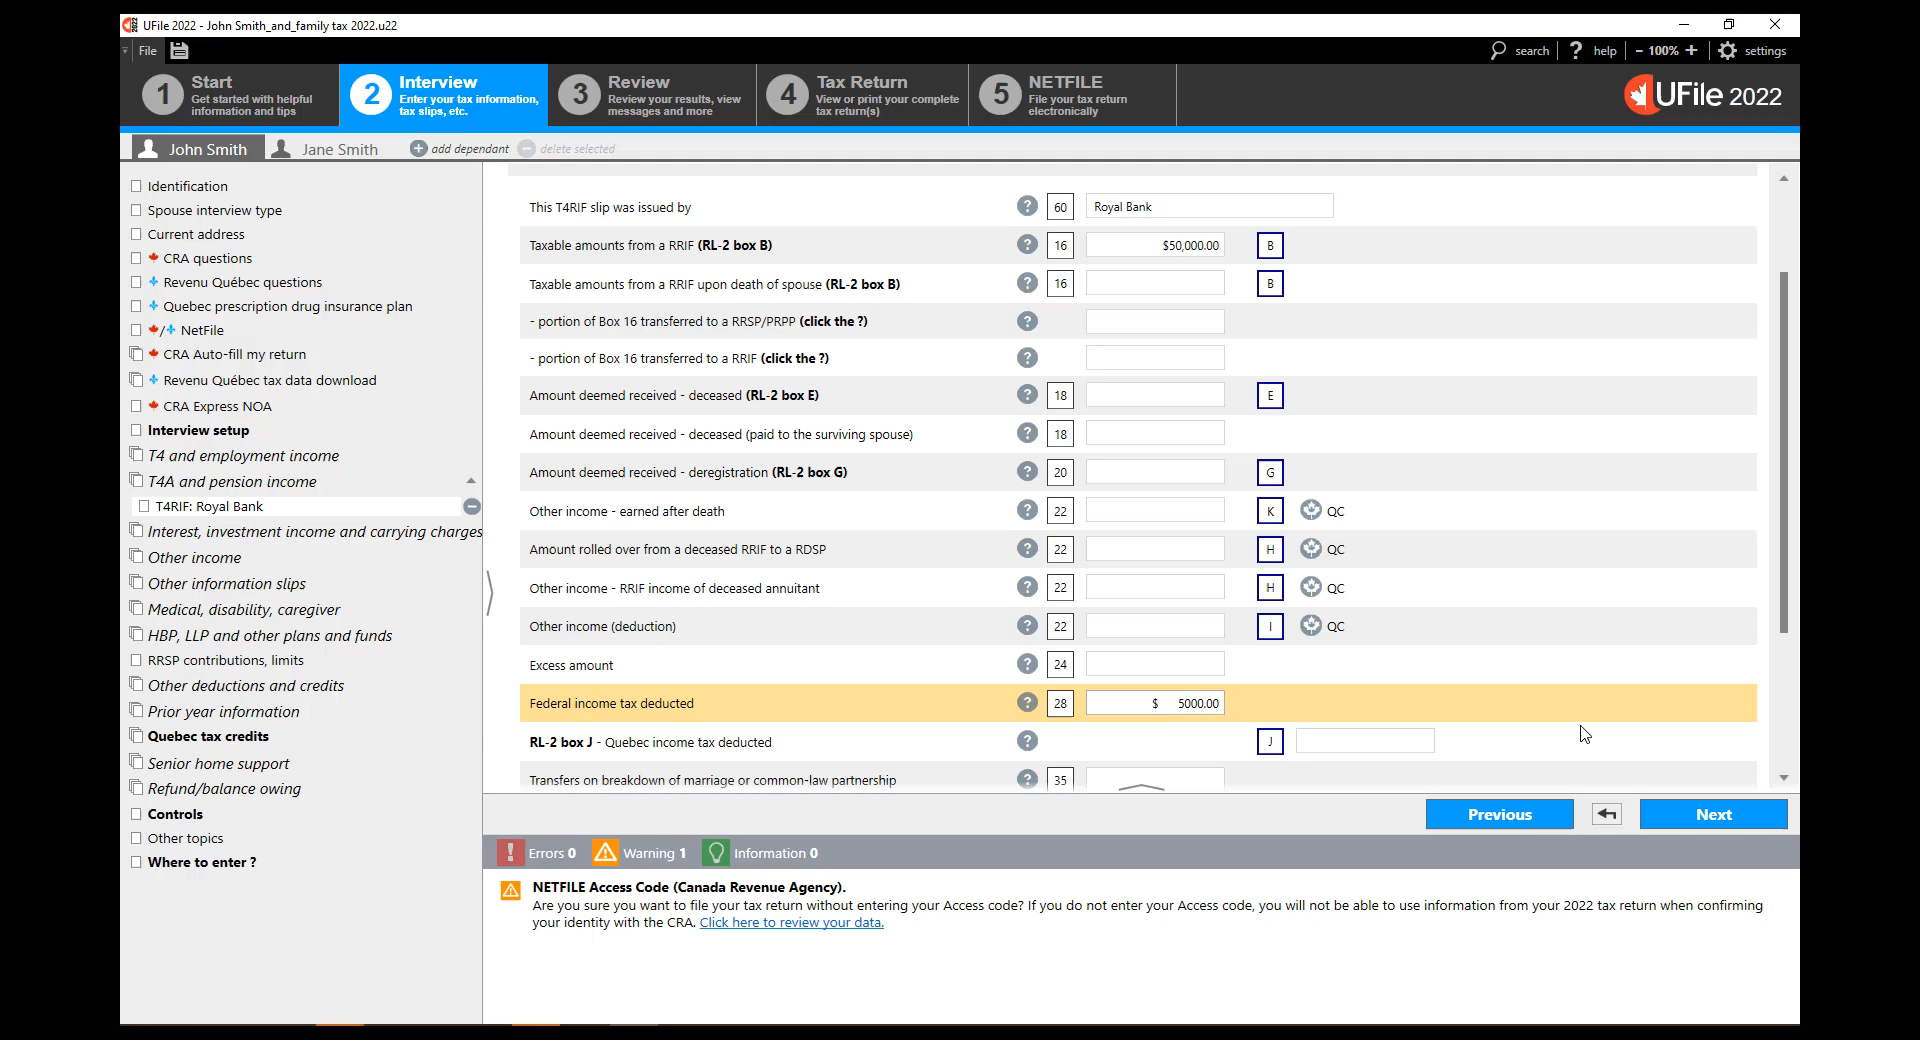 UFile 2022 - John Smith_and_family tax 2022.u22
File
search
help
- 100% +
settings
1 Start
Get started with helpful
information and tips
2 Interview
Enter your tax information,
tax slips, etc.
3 Review
Review your results, view
messages and more
4 Tax Return
View or print your complete
tax return(s)
5 NETFILE
File your tax return
electronically
UFile 2022
John Smith
Jane Smith
add dependant
delete selected
Identification
Spouse interview type
Current address
CRA questions
Revenu Québec questions
Quebec prescription drug insurance plan
/ NetFile
CRA Auto-fill my return
Revenu Québec tax data download
CRA Express NOA
Interview setup
T4 and employment income
T4A and pension income
T4RIF: Royal Bank
Interest, investment income and carrying charges
Other income
Other information slips
Medical, disability, caregiver
HBP, LLP and other plans and funds
RRSP contributions, limits
Other deductions and credits
Prior year information
Quebec tax credits
Senior home support
Refund/balance owing
Controls
Other topics
Where to enter ?
This T4RIF slip was issued by ? 60 Royal Bank
Taxable amounts from a RRIF (RL-2 box B) ? 16 $50,000.00 B
Taxable amounts from a RRIF upon death of spouse (RL-2 box B) ? 16 B
- portion of Box 16 transferred to a RRSP/PRPP (click the ?) ?
- portion of Box 16 transferred to a RRIF (click the ?) ?
Amount deemed received - deceased (RL-2 box E) ? 18 E
Amount deemed received - deceased (paid to the surviving spouse) ? 18
Amount deemed received - deregistration (RL-2 box G) ? 20 G
Other income - earned after death ? 22 K QC
Amount rolled over from a deceased RRIF to a RDSP ? 22 H QC
Other income - RRIF income of deceased annuitant ? 22 H QC
Other income (deduction) ? 22 I QC
Excess amount ? 24
Federal income tax deducted ? 28 $ 5000.00
RL-2 box J - Quebec income tax deducted ? J
Transfers on breakdown of marriage or common-law partnership ? 35
Previous
Next
! Errors 0
Warning 1
Information 0
NETFILE Access Code (Canada Revenue Agency).
Are you sure you want to file your tax return without entering your Access code? If you do not enter your Access code, you will not be able to use information from your 2022 tax return when confirming
your identity with the CRA. Click here to review your data.